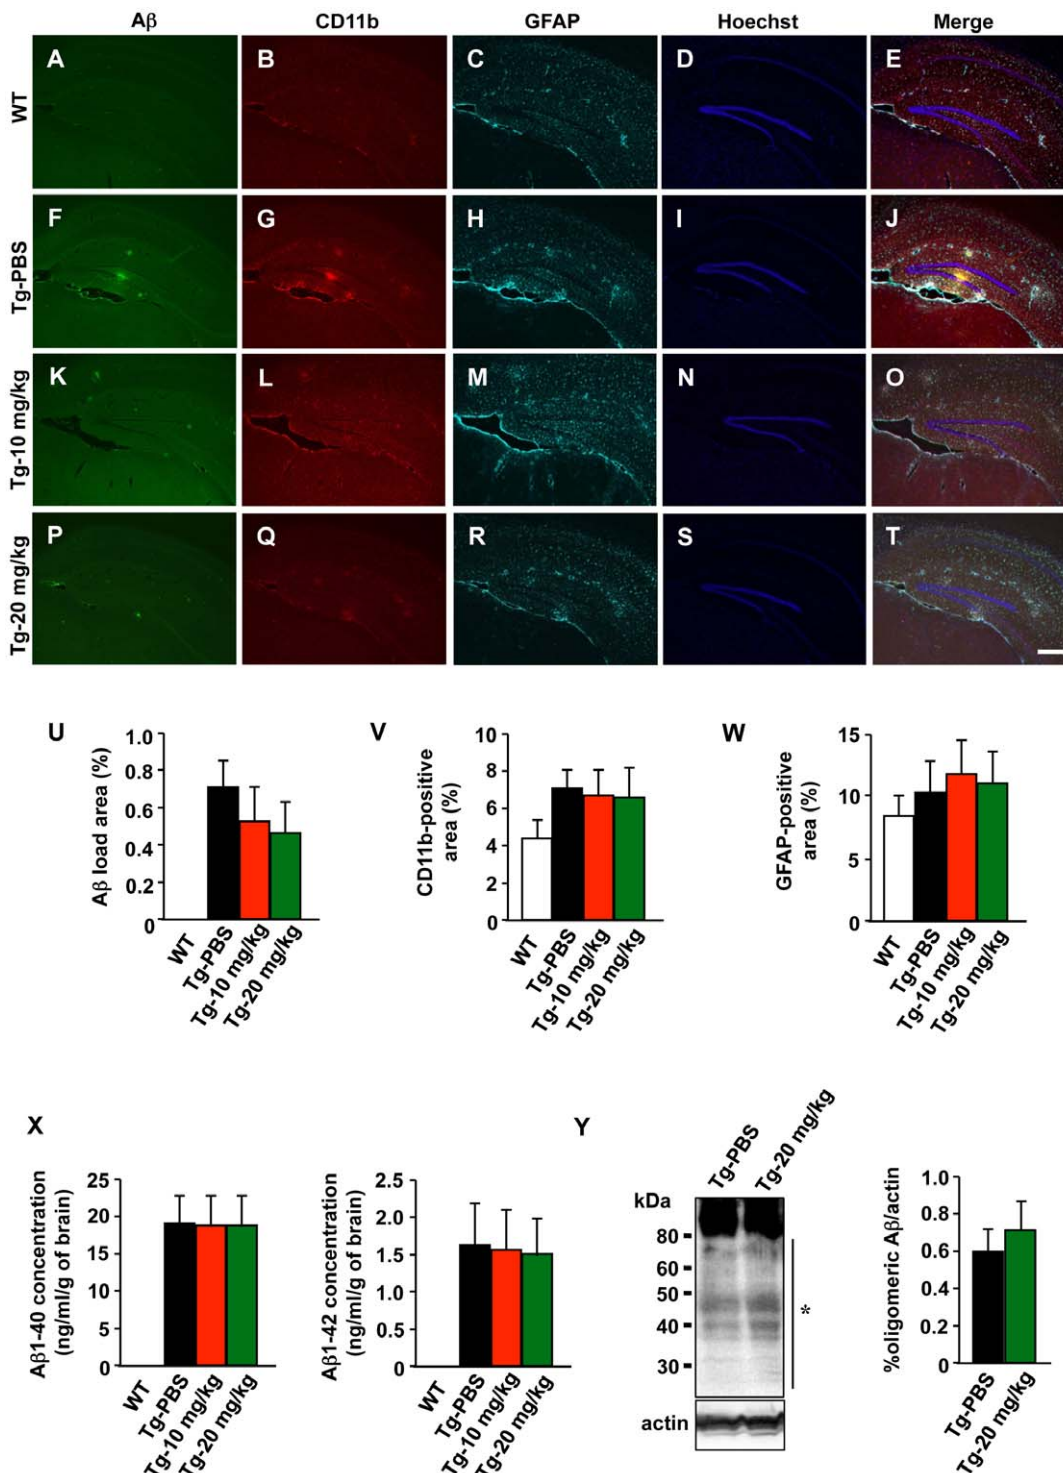 Aβ CD11b GFAP Hoechst Merge
WT
A B C D E
Tg-PBS
F G H I J
Tg-10 mg/kg
K L M N O
Tg-20 mg/kg
P Q R S T
U
Aβ load area (%)
1.0
0.8
0.6
0.4
0.2
0
WT
Tg-PBS
Tg-10 mg/kg
Tg-20 mg/kg
V
CD11b-positive
area (%)
10
8
6
4
2
0
WT
Tg-PBS
Tg-10 mg/kg
Tg-20 mg/kg
W
GFAP-positive
area (%)
15
10
5
0
WT
Tg-PBS
Tg-10 mg/kg
Tg-20 mg/kg
X
Aβ1-40 concentration
(ng/ml/g of brain)
25
20
15
10
5
0
WT
Tg-PBS
Tg-10 mg/kg
Tg-20 mg/kg
Aβ1-42 concentration
(ng/ml/g of brain)
2.5
2.0
1.5
1.0
0.5
0
WT
Tg-PBS
Tg-10 mg/kg
Tg-20 mg/kg
Y
Tg-PBS
Tg-20 mg/kg
kDa
80
60
50
40
30
*
actin
%oligomeric Aβ/actin
1.0
0.8
0.6
0.4
0.2
0
Tg-PBS
Tg-20 mg/kg